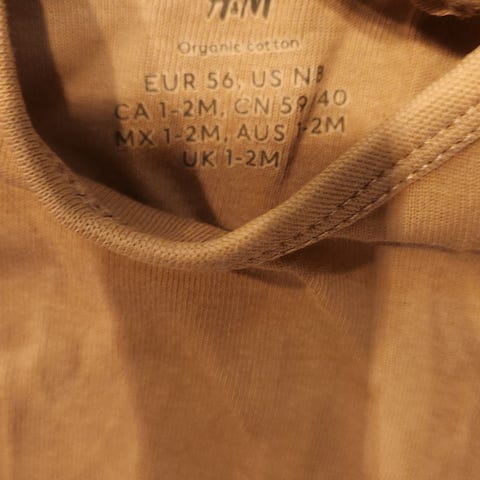 H&M
Organic cotton
EUR 56, US NB
CA 1-2M, CN 59/40
MX 1-2M, AUS 1-2M
UK 1-2M